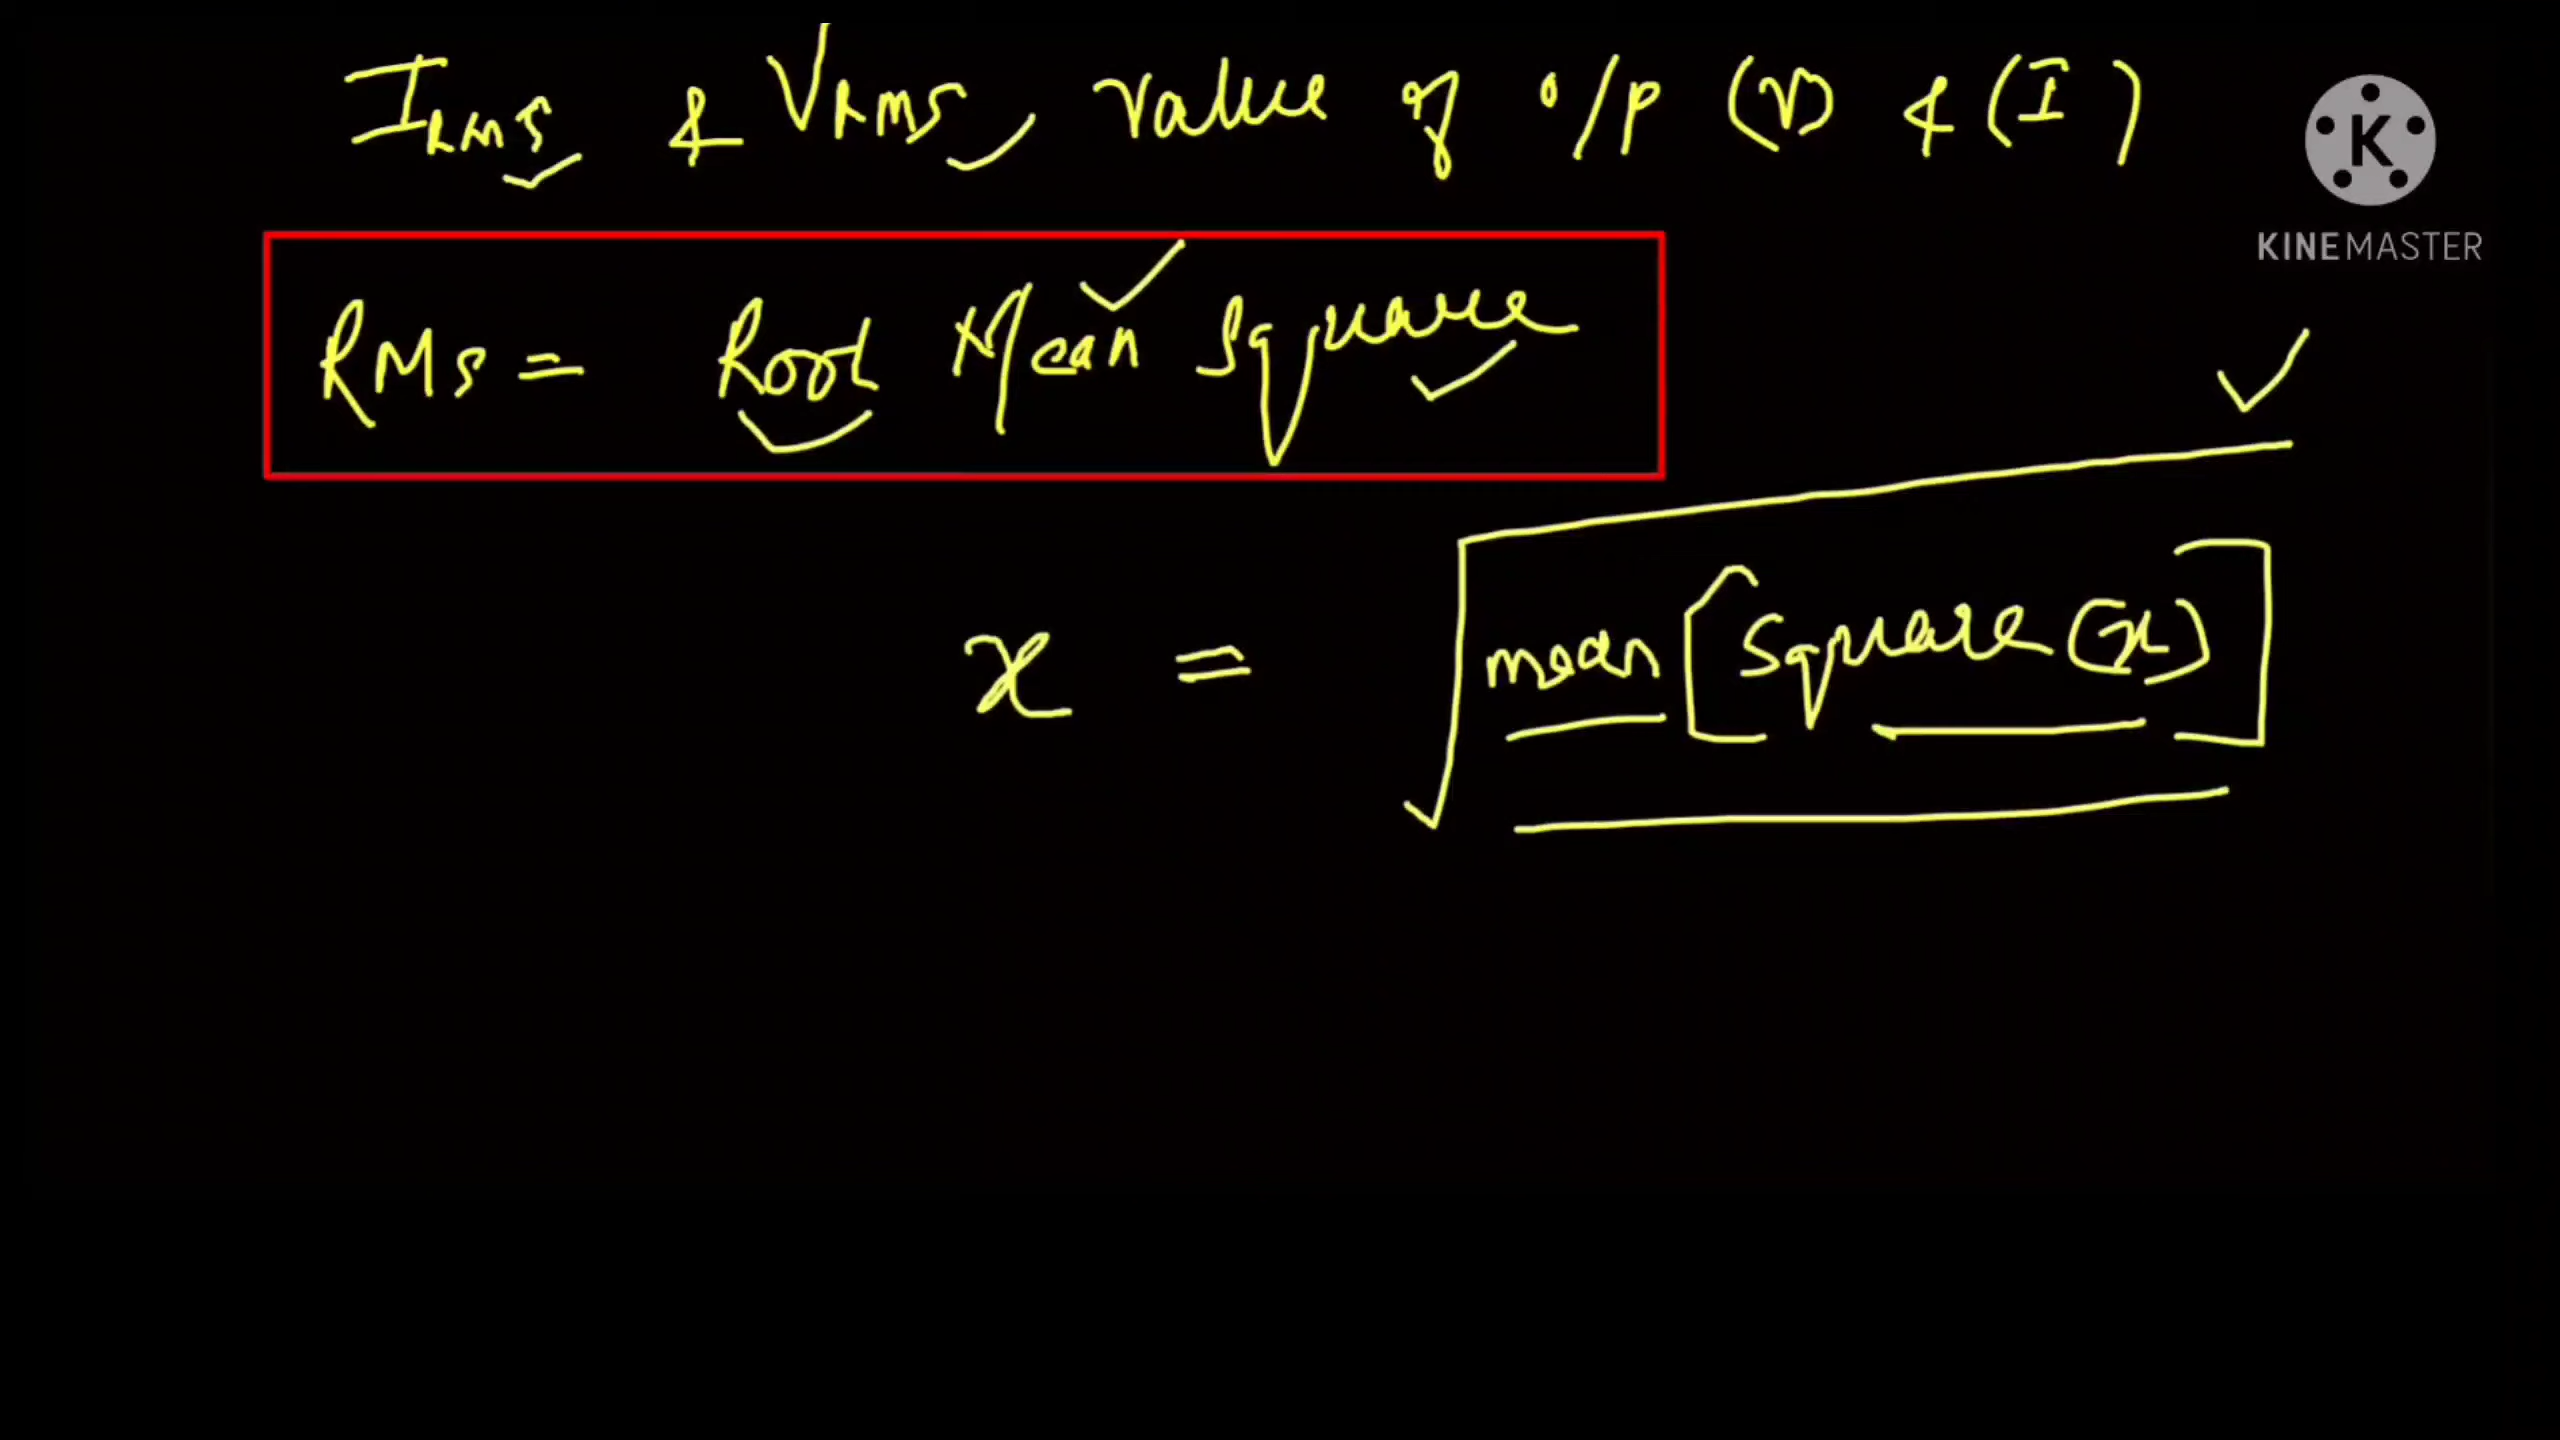 IRMS & VRMS, value of o/p (V) & (I)
K
KINEMASTER
RMS = Root Mean Square
x = √mean[Square(x)]